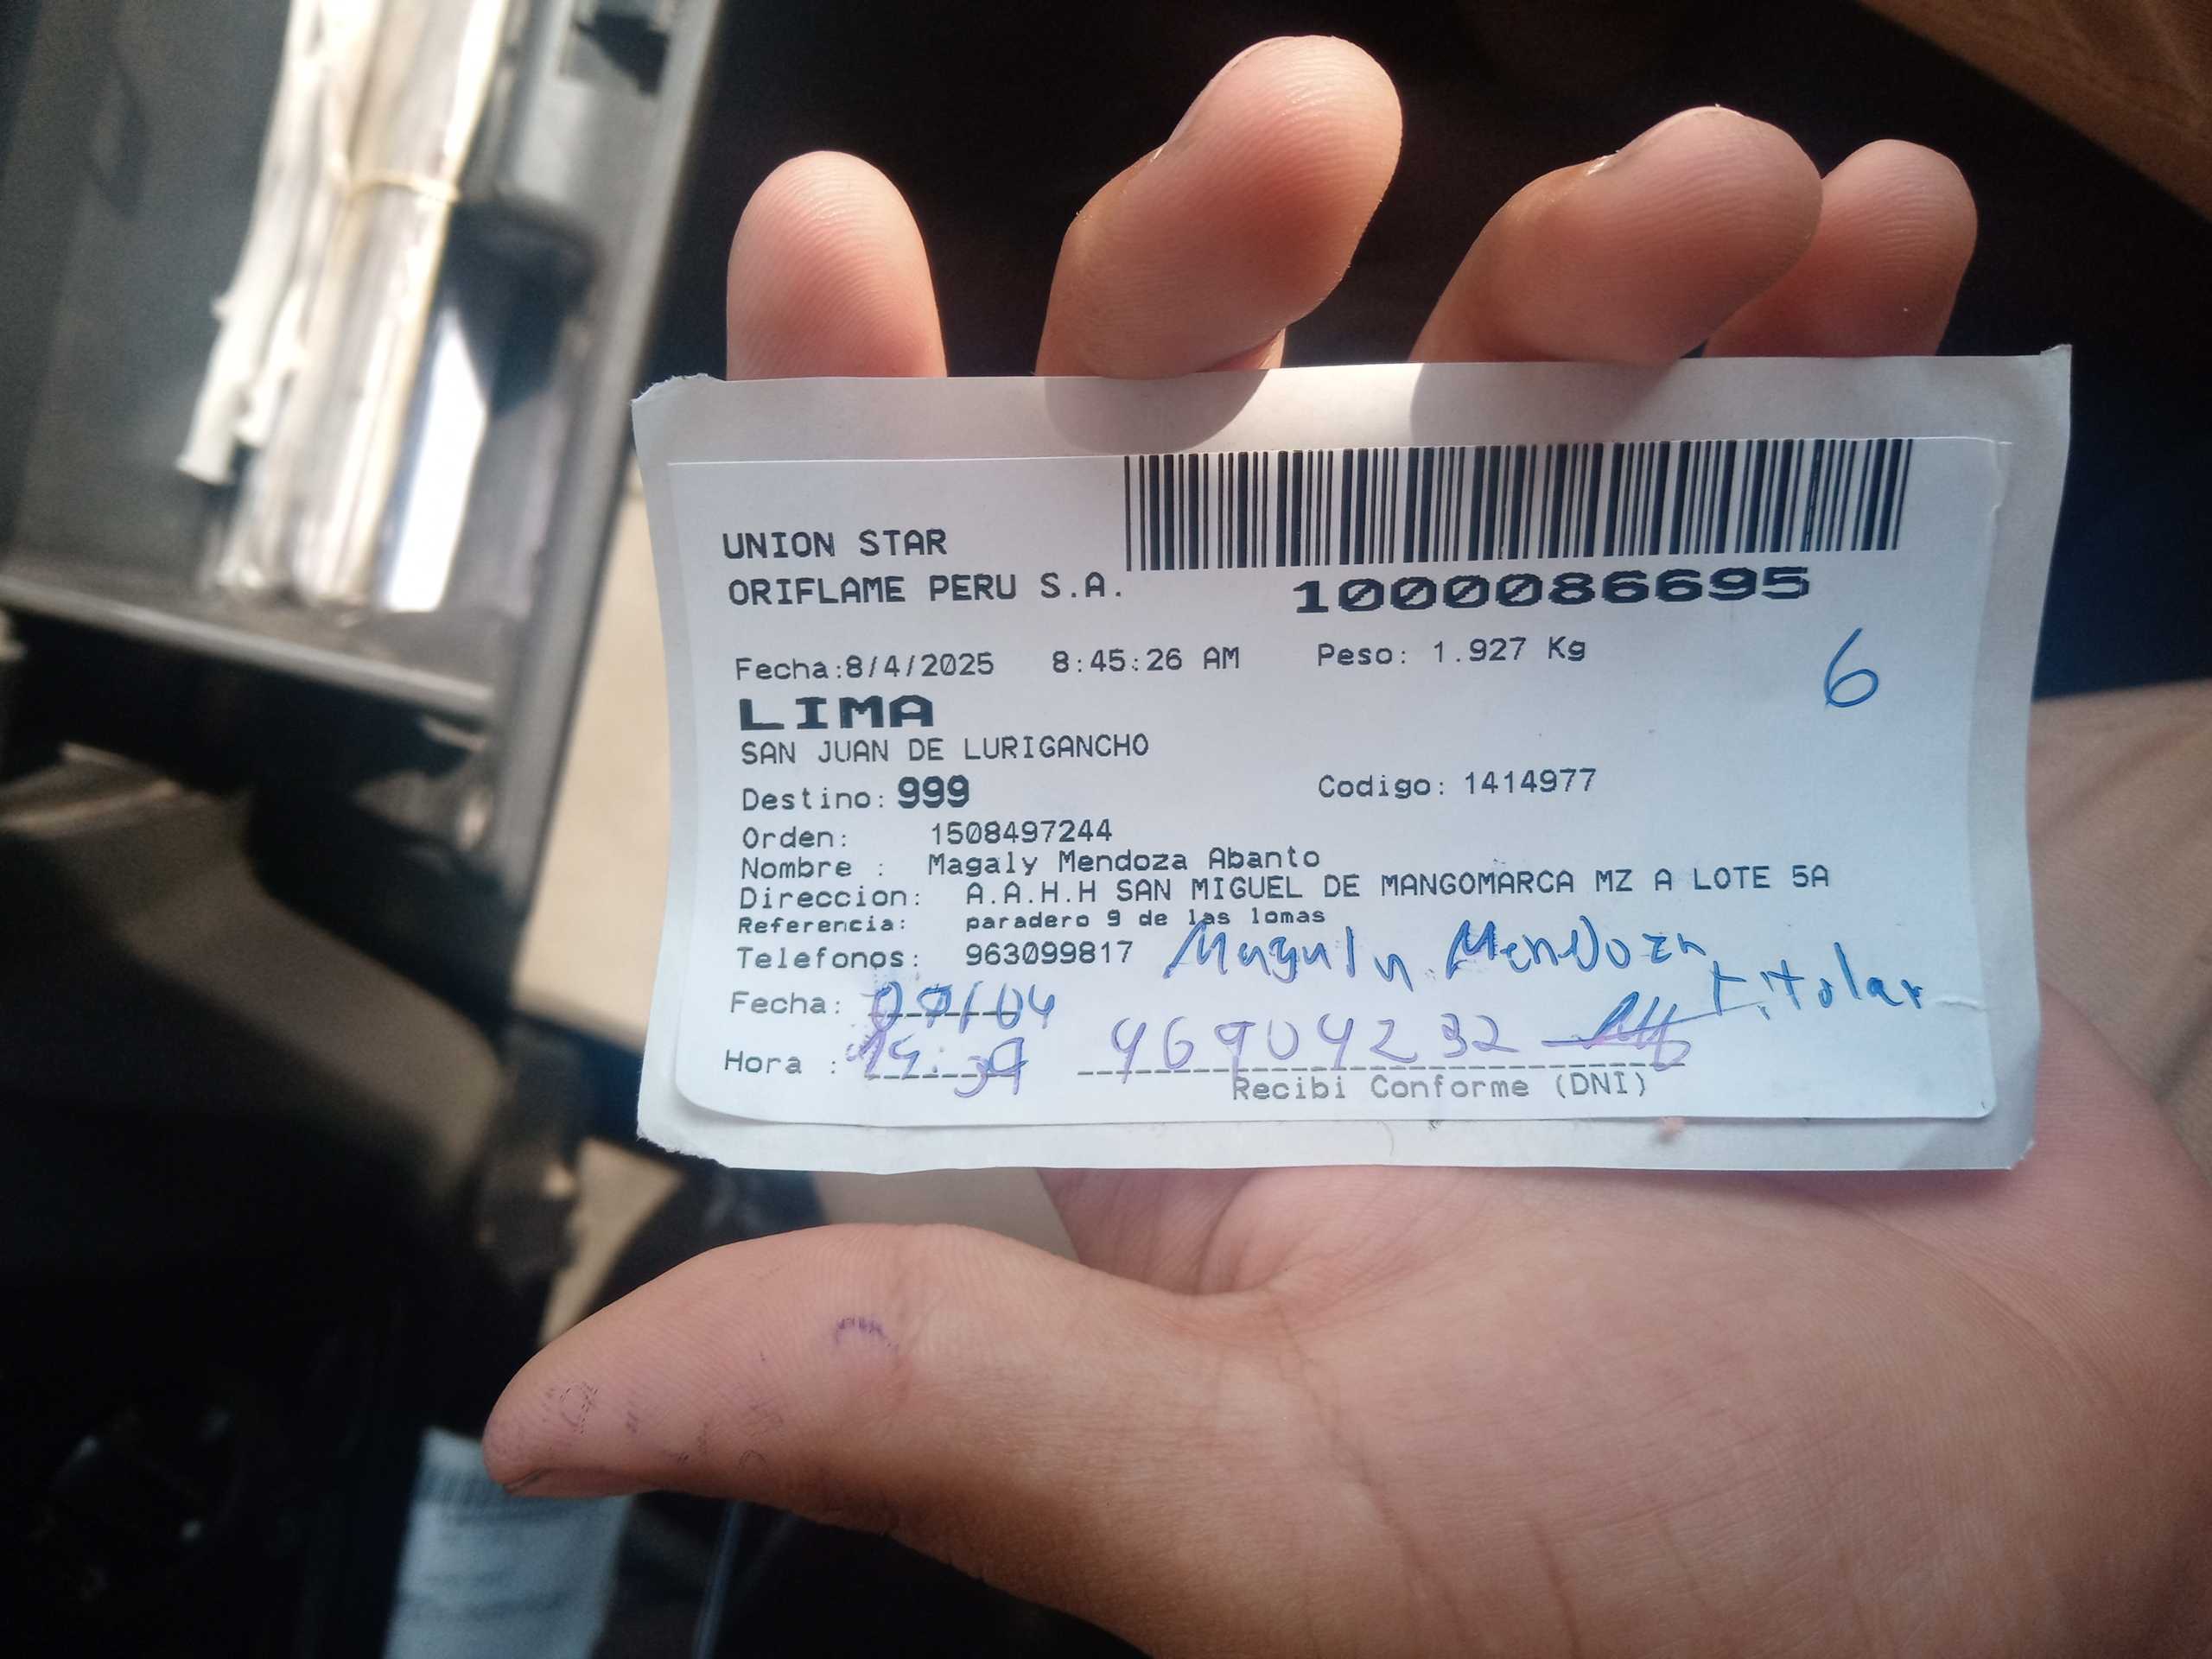 UNION STAR
ORIFLAME PERU S.A.
1000086695
Fecha:8/4/2025 8:45:26 AM Peso: 1.927 Kg
6
LIMA
SAN JUAN DE LURIGANCHO
Destino: 999 Codigo: 1414977
Orden: 1508497244
Nombre : Magaly Mendoza Abanto
Direccion: A.A.H.H SAN MIGUEL DE MANGOMARCA MZ A LOTE 5A
Referencia: paradero 9 de las lomas
Telefonos: 963099817 Magaly Mendoza
titolar
Fecha: 09/04
Hora : 46904232
Recibi Conforme (DNI)